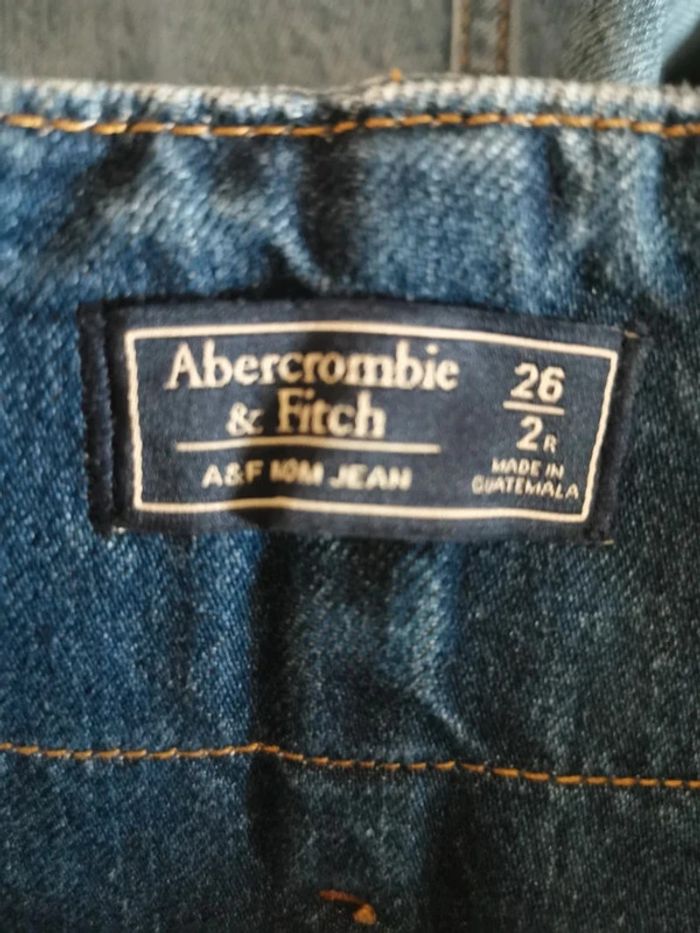 Abercrombie
& Fitch
A&F MOM JEAN
26
2R
MADE IN
GUATEMALA